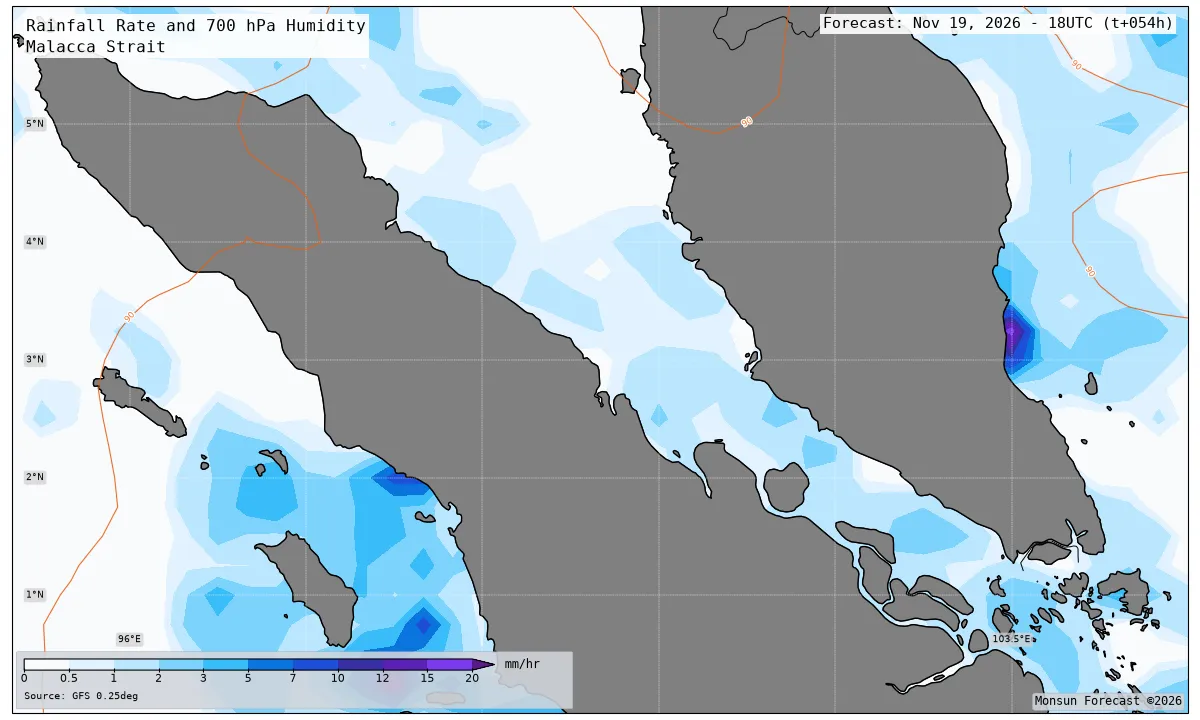 Rainfall Rate and 700 hPa Humidity
Malacca Strait
Forecast: Nov 19, 2026 - 18UTC (t+054h)
90
90
5°N
4°N
90
90
3°N
2°N
1°N
96°E
103.5°E
mm/hr
0 0.5 1 2 3 5 7 10 12 15 20
Source: GFS 0.25deg
Monsun Forecast ©2026